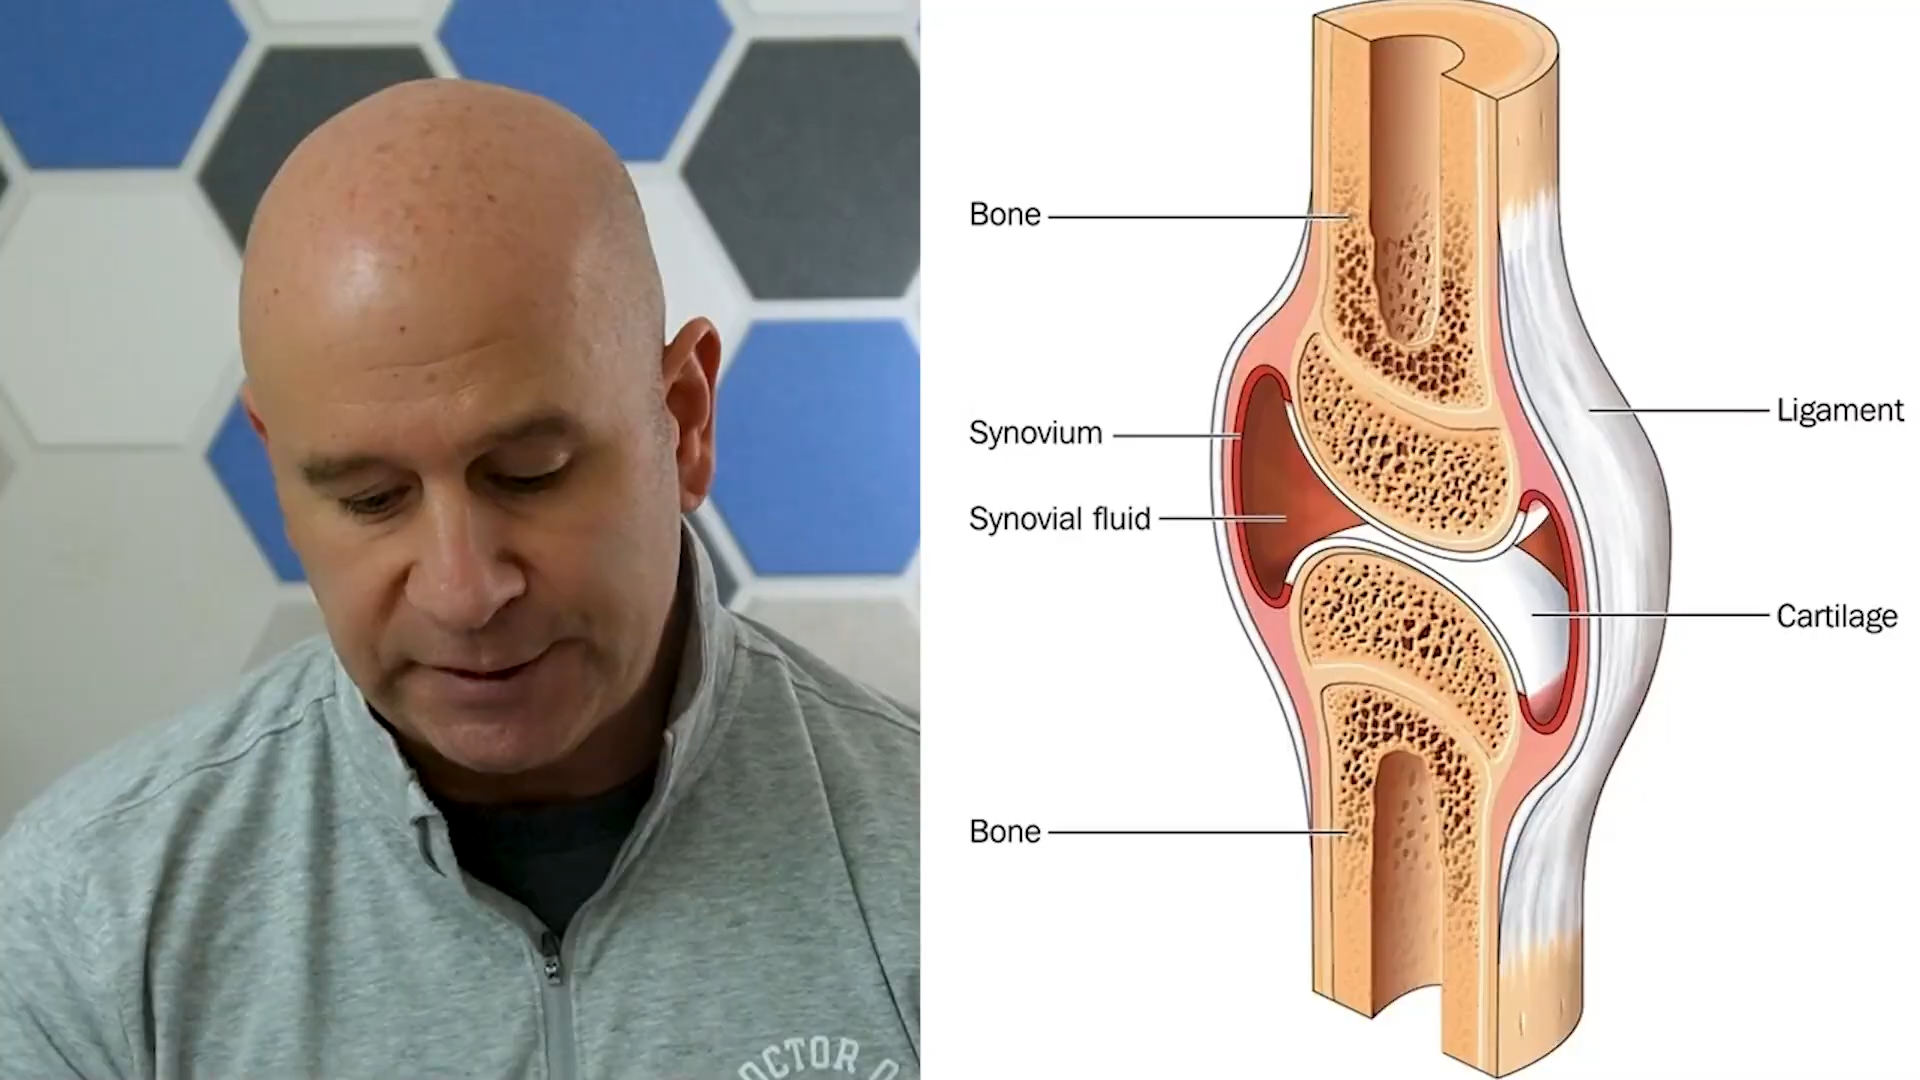 Bone
Synovium
Synovial fluid
Bone
Ligament
Cartilage